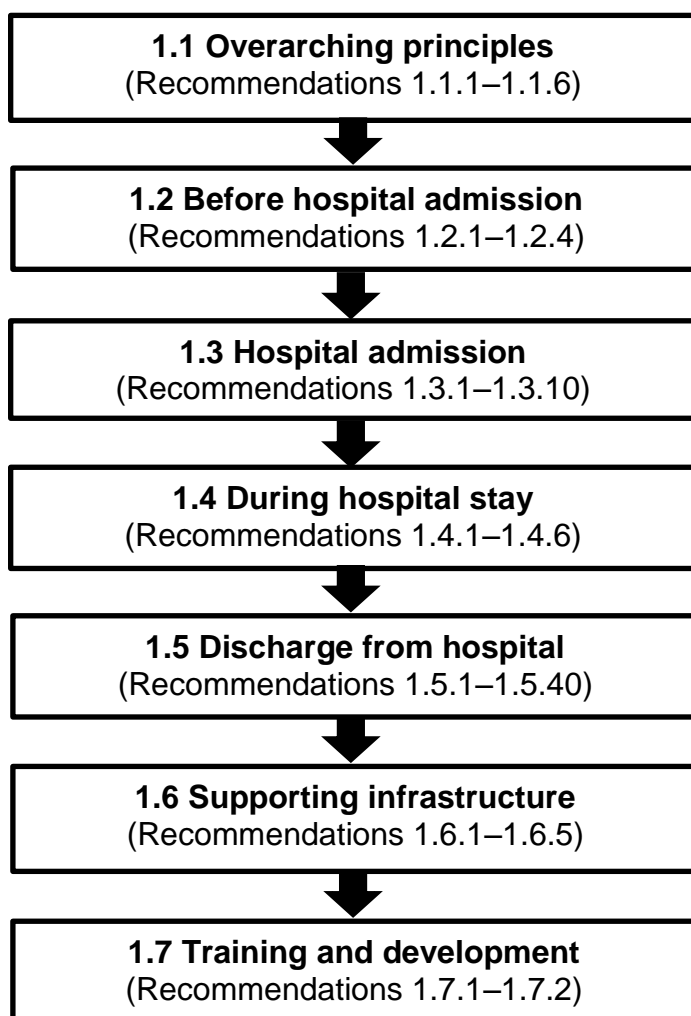 1.1 Overarching principles
(Recommendations 1.1.1–1.1.6)
1.2 Before hospital admission
(Recommendations 1.2.1–1.2.4)
1.3 Hospital admission
(Recommendations 1.3.1–1.3.10)
1.4 During hospital stay
(Recommendations 1.4.1–1.4.6)
1.5 Discharge from hospital
(Recommendations 1.5.1–1.5.40)
1.6 Supporting infrastructure
(Recommendations 1.6.1–1.6.5)
1.7 Training and development
(Recommendations 1.7.1–1.7.2)